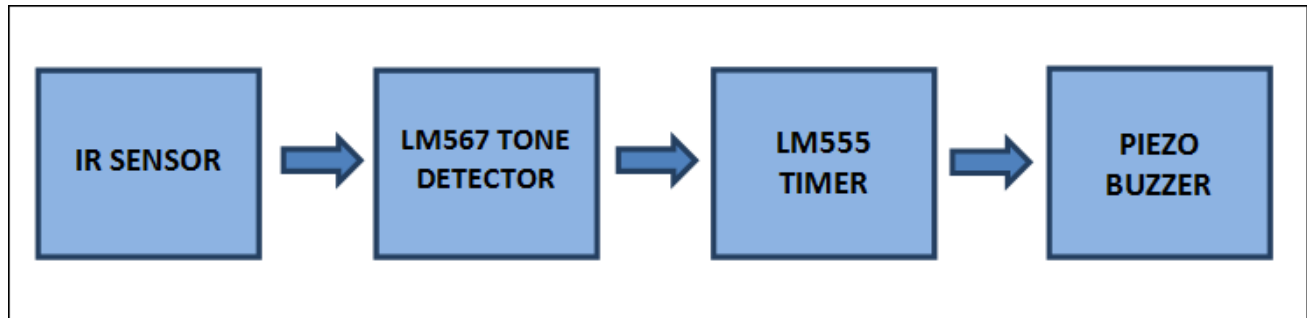 IR SENSOR
LM567 TONE
DETECTOR
LM555
TIMER
PIEZO
BUZZER